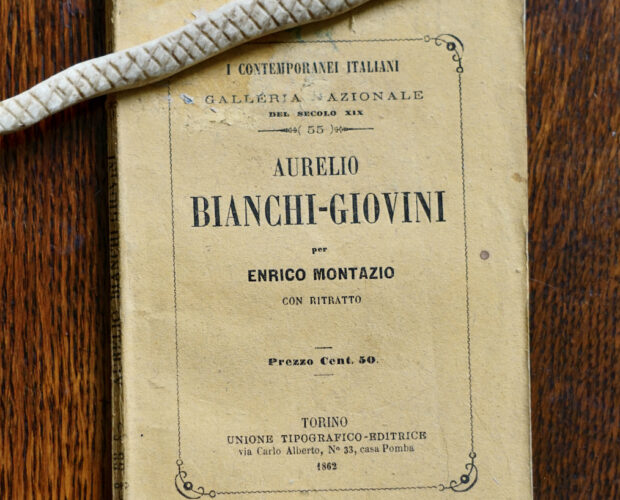 I CONTEMPORANEI ITALIANI
GALLERIA NAZIONALE
DEL SECOLO XIX
( 55 )
AURELIO
BIANCHI-GIOVINI
per
ENRICO MONTAZIO
CON RITRATTO
Prezzo Cent. 50.
TORINO
UNIONE TIPOGRAFICO-EDITRICE
via Carlo Alberto, N° 33, casa Pomba
1862